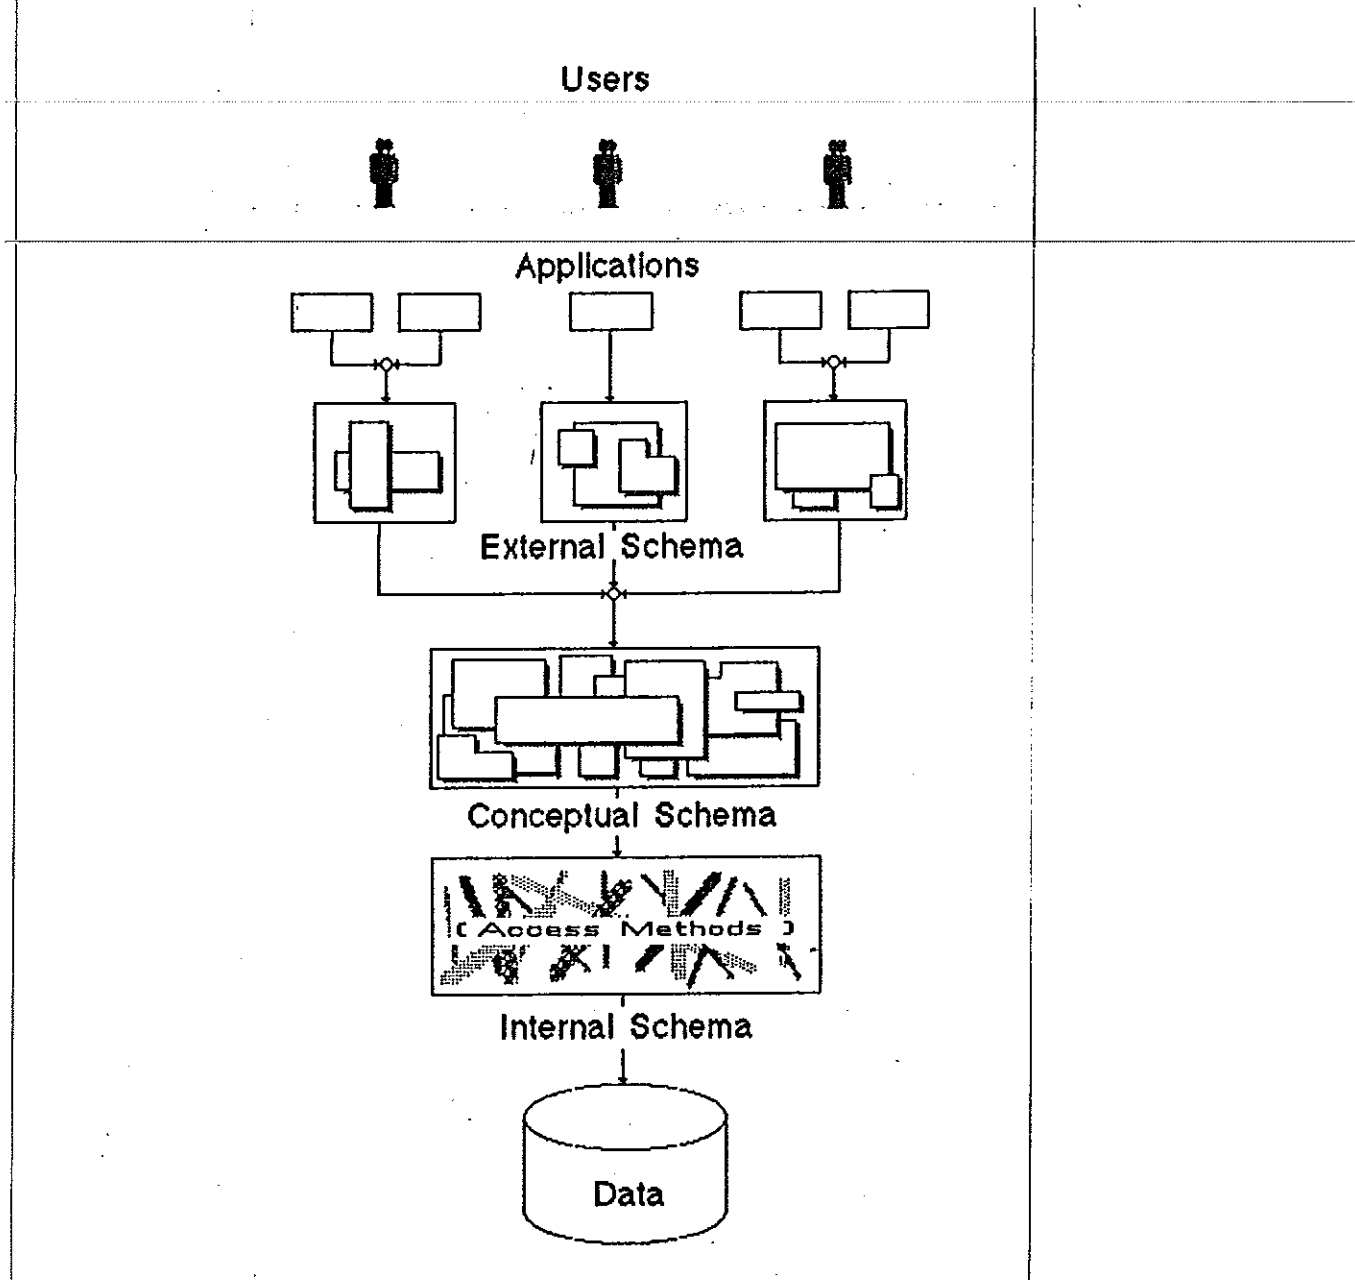 Users
Applications
External Schema
Conceptual Schema
( Access Methods )
Internal Schema
Data